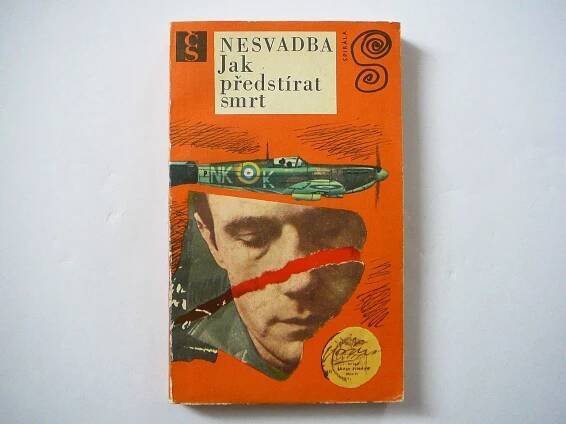 ČS
NESVADBA
Jak
předstírat
smrt
SPIRÁLA
NK
K